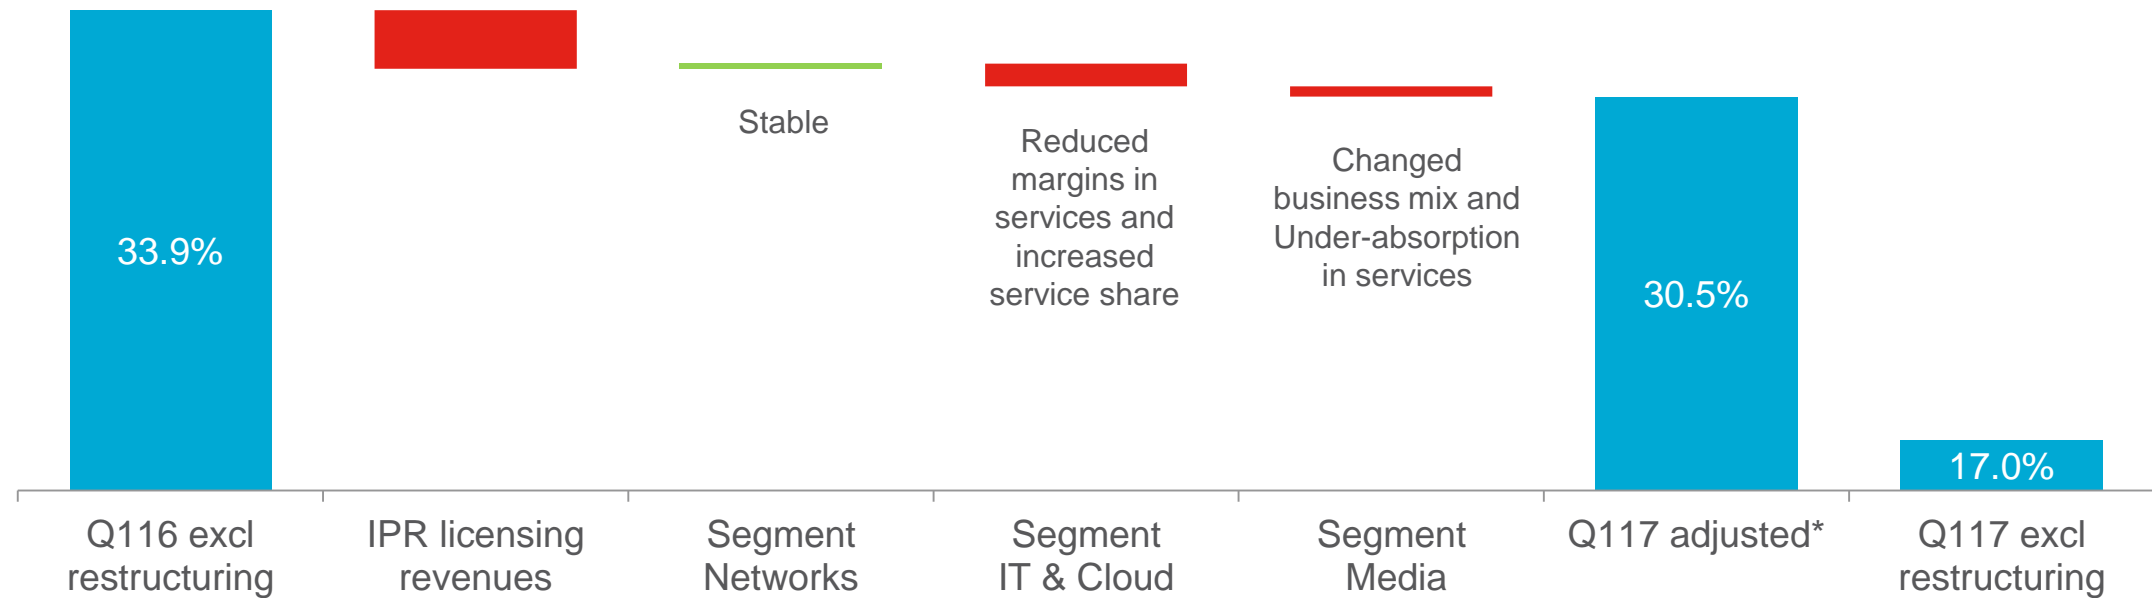 33.9%
Stable
Reduced
margins in
services and
increased
service share
Changed
business mix and
Under-absorption
in services
30.5%
17.0%
Q116 excl
restructuring
IPR licensing
revenues
Segment
Networks
Segment
IT & Cloud
Segment
Media
Q117 adjusted*
Q117 excl
restructuring